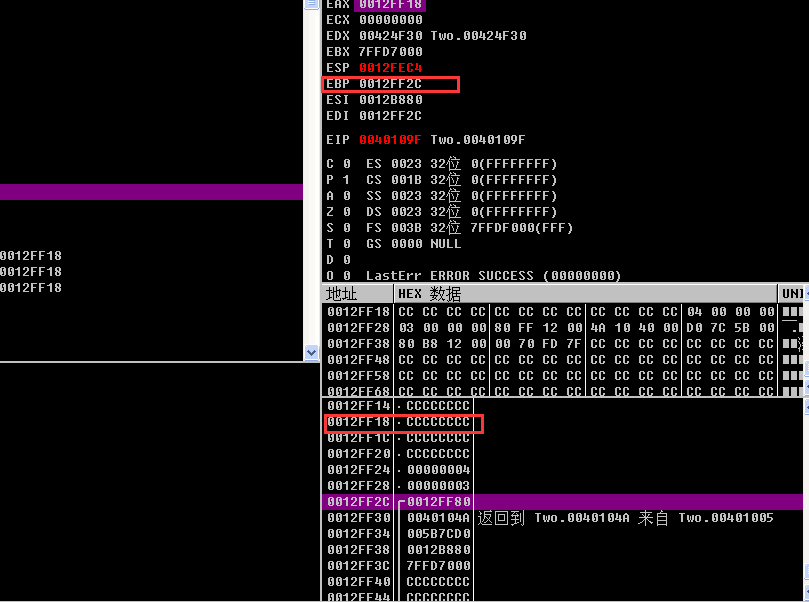 EAX 0012FF18
ECX 00000000
EDX 00424F30 Two.00424F30
EBX 7FFD7000
ESP 0012FEC4
EBP 0012FF2C
ESI 0012B880
EDI 0012FF2C
EIP 0040109F Two.0040109F
C 0 ES 0023 32位 0(FFFFFFFF)
P 1 CS 001B 32位 0(FFFFFFFF)
A 0 SS 0023 32位 0(FFFFFFFF)
Z 0 DS 0023 32位 0(FFFFFFFF)
S 0 FS 003B 32位 7FFDF000(FFF)
T 0 GS 0000 NULL
D 0
O 0 LastErr ERROR_SUCCESS (00000000)
0012FF18
0012FF18
0012FF18
地址 HEX 数据 UNI
0012FF18 CC CC CC CC CC CC CC CC CC CC CC CC 04 00 00 00
0012FF28 03 00 00 00 80 FF 12 00 4A 10 40 00 D0 7C 5B 00
0012FF38 80 B8 12 00 00 70 FD 7F CC CC CC CC CC CC CC CC
0012FF48 CC CC CC CC CC CC CC CC CC CC CC CC CC CC CC CC
0012FF58 CC CC CC CC CC CC CC CC CC CC CC CC CC CC CC CC
0012FF68 CC CC CC CC CC CC CC CC CC CC CC CC CC CC CC CC
0012FF14 CCCCCCCC
0012FF18 CCCCCCCC
0012FF1C CCCCCCCC
0012FF20 CCCCCCCC
0012FF24 00000004
0012FF28 00000003
0012FF2C 0012FF80
0012FF30 0040104A 返回到 Two.0040104A 来自 Two.00401005
0012FF34 005B7CD0
0012FF38 0012B880
0012FF3C 7FFD7000
0012FF40 CCCCCCCC
0012FF44 CCCCCCCC